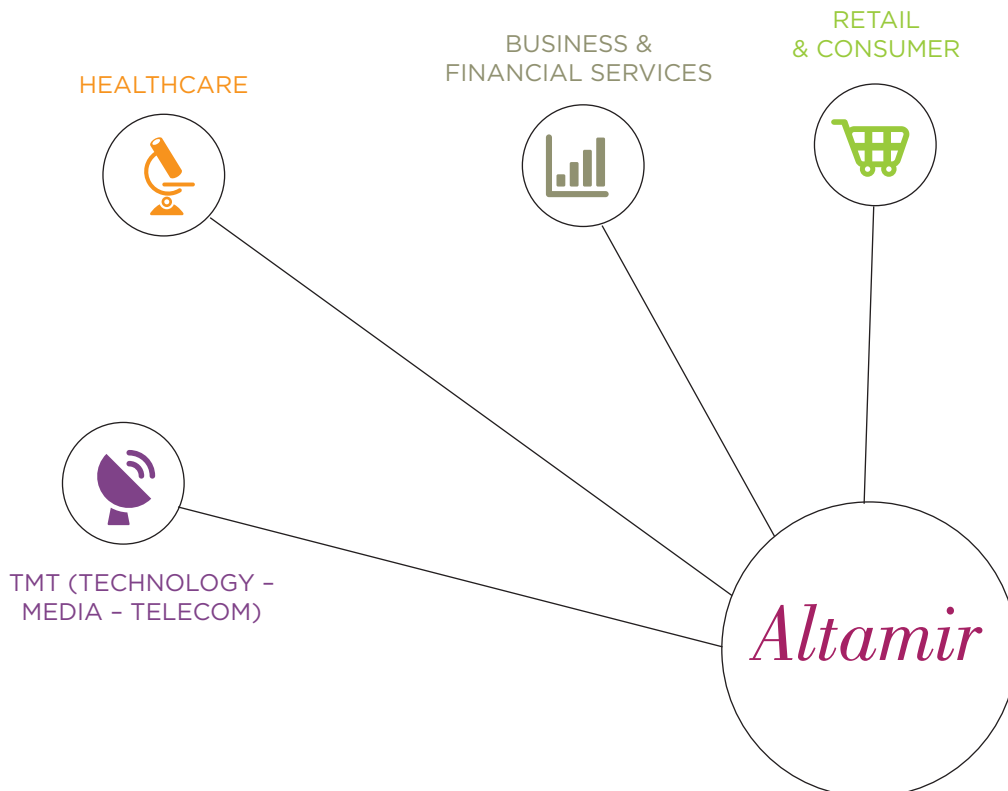 RETAIL
& CONSUMER
BUSINESS &
FINANCIAL SERVICES
HEALTHCARE
TMT (TECHNOLOGY –
MEDIA – TELECOM)
Altamir